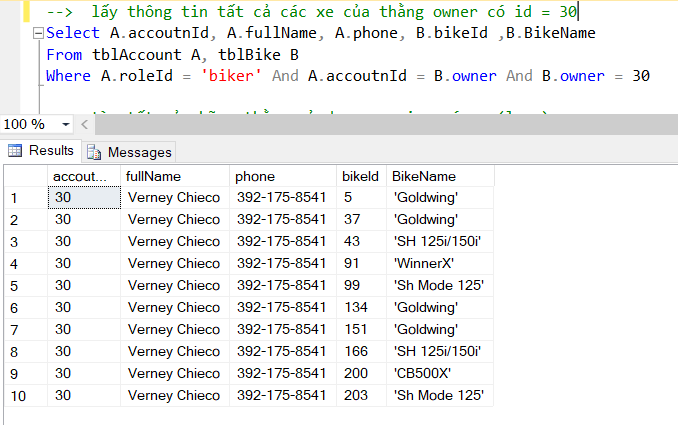 --> lấy thông tin tất cả các xe của thằng owner có id = 30
Select A.accoutnId, A.fullName, A.phone, B.bikeId ,B.BikeName
From tblAccount A, tblBike B
Where A.roleId = 'biker' And A.accoutnId = B.owner And B.owner = 30
100 %
Results Messages
accout... fullName phone bikeId BikeName
1 30 Verney Chieco 392-175-8541 5 'Goldwing'
2 30 Verney Chieco 392-175-8541 37 'Goldwing'
3 30 Verney Chieco 392-175-8541 43 'SH 125i/150i'
4 30 Verney Chieco 392-175-8541 91 'WinnerX'
5 30 Verney Chieco 392-175-8541 99 'Sh Mode 125'
6 30 Verney Chieco 392-175-8541 134 'Goldwing'
7 30 Verney Chieco 392-175-8541 151 'Goldwing'
8 30 Verney Chieco 392-175-8541 166 'SH 125i/150i'
9 30 Verney Chieco 392-175-8541 200 'CB500X'
10 30 Verney Chieco 392-175-8541 203 'Sh Mode 125'